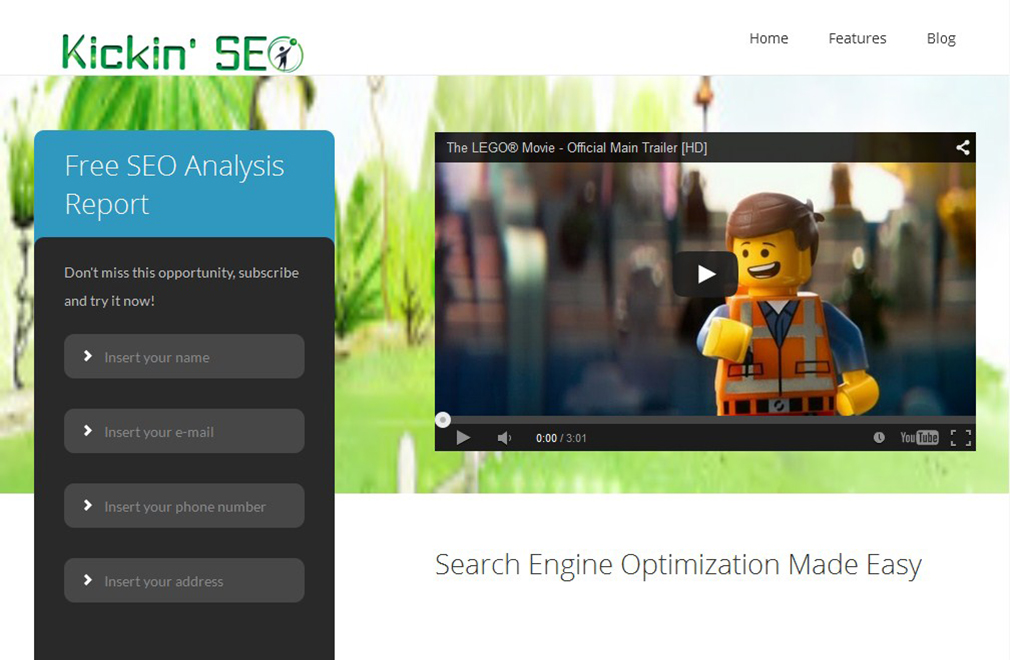 Kickin' SEO
Home
Features
Blog
Free SEO Analysis
Report
Don't miss this opportunity, subscribe
and try it now!
Insert your name
Insert your e-mail
Insert your phone number
Insert your address
The LEGO® Movie - Official Main Trailer [HD]
0:00 / 3:01
YouTube
Search Engine Optimization Made Easy